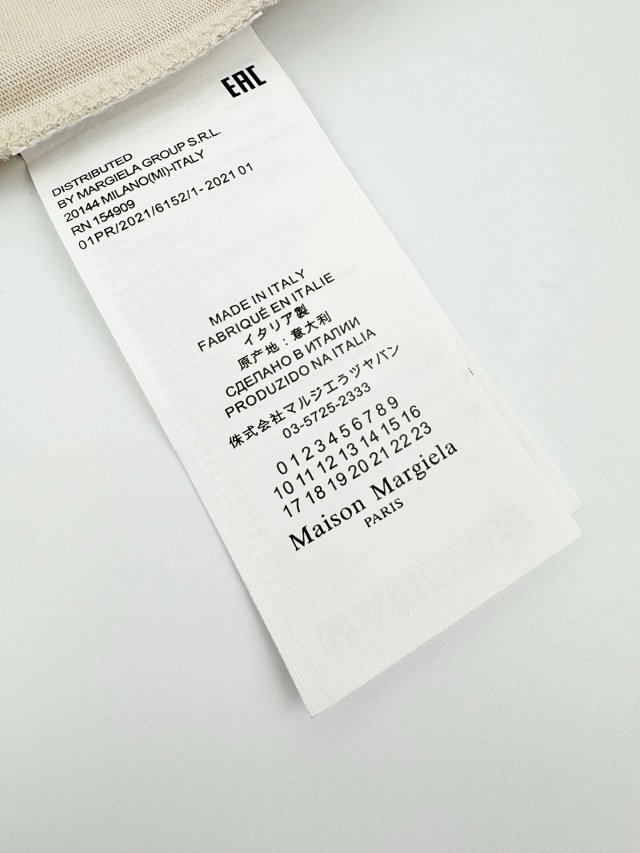 EAC
DISTRIBUTED
BY MARGIELA GROUP S.R.L.
20144 MILANO(MI)-ITALY
RN 154909
01PR/2021/6152/1-2021 01
MADE IN ITALY
FABRIQUÉ EN ITALIE
イタリア製
原产地：意大利
СДЕЛАНО В ИТАЛИИ
PRODUZIDO NA ITALIA
株式会社マルジエラヅャバン
03-5725-2333
0 1 2 3 4 5 6 7 8 9
10 11 12 13 14 15 16
17 18 19 20 21 22 23
Maison Margiela
PARIS